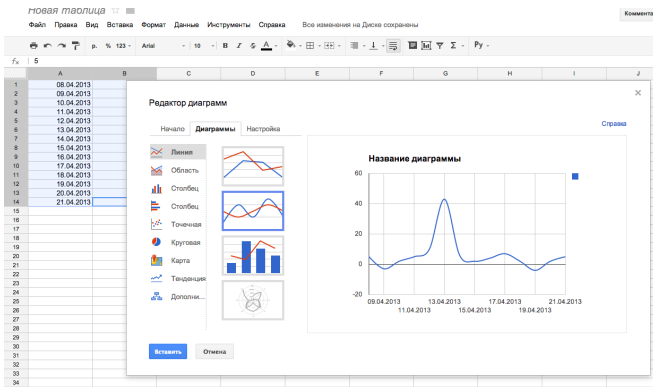 Новая таблица
Коммента
Файл Правка Вид Вставка Формат Данные Инструменты Справка Все изменения на Диске сохранены
р. % 123 Arial 10 B I S A Σ Ру
fx 5
A B C D E F G H I J
1 08.04.2013
2 09.04.2013
3 10.04.2013
4 11.04.2013
5 12.04.2013
6 13.04.2013
7 14.04.2013
8 15.04.2013
9 16.04.2013
10 17.04.2013
11 18.04.2013
12 19.04.2013
13 20.04.2013
14 21.04.2013
15
16
17
18
19
20
21
22
23
24
25
26
27
28
29
30
31
32
33
34
Редактор диаграмм
Начало Диаграммы Настройка
Справка
Линия
Область
Столбец
Столбец
Точечная
Круговая
Карта
Тенденция
Дополни...
Название диаграммы
60
40
20
0
-20
09.04.2013 13.04.2013 17.04.2013 21.04.2013
11.04.2013 15.04.2013 19.04.2013
Вставить Отмена